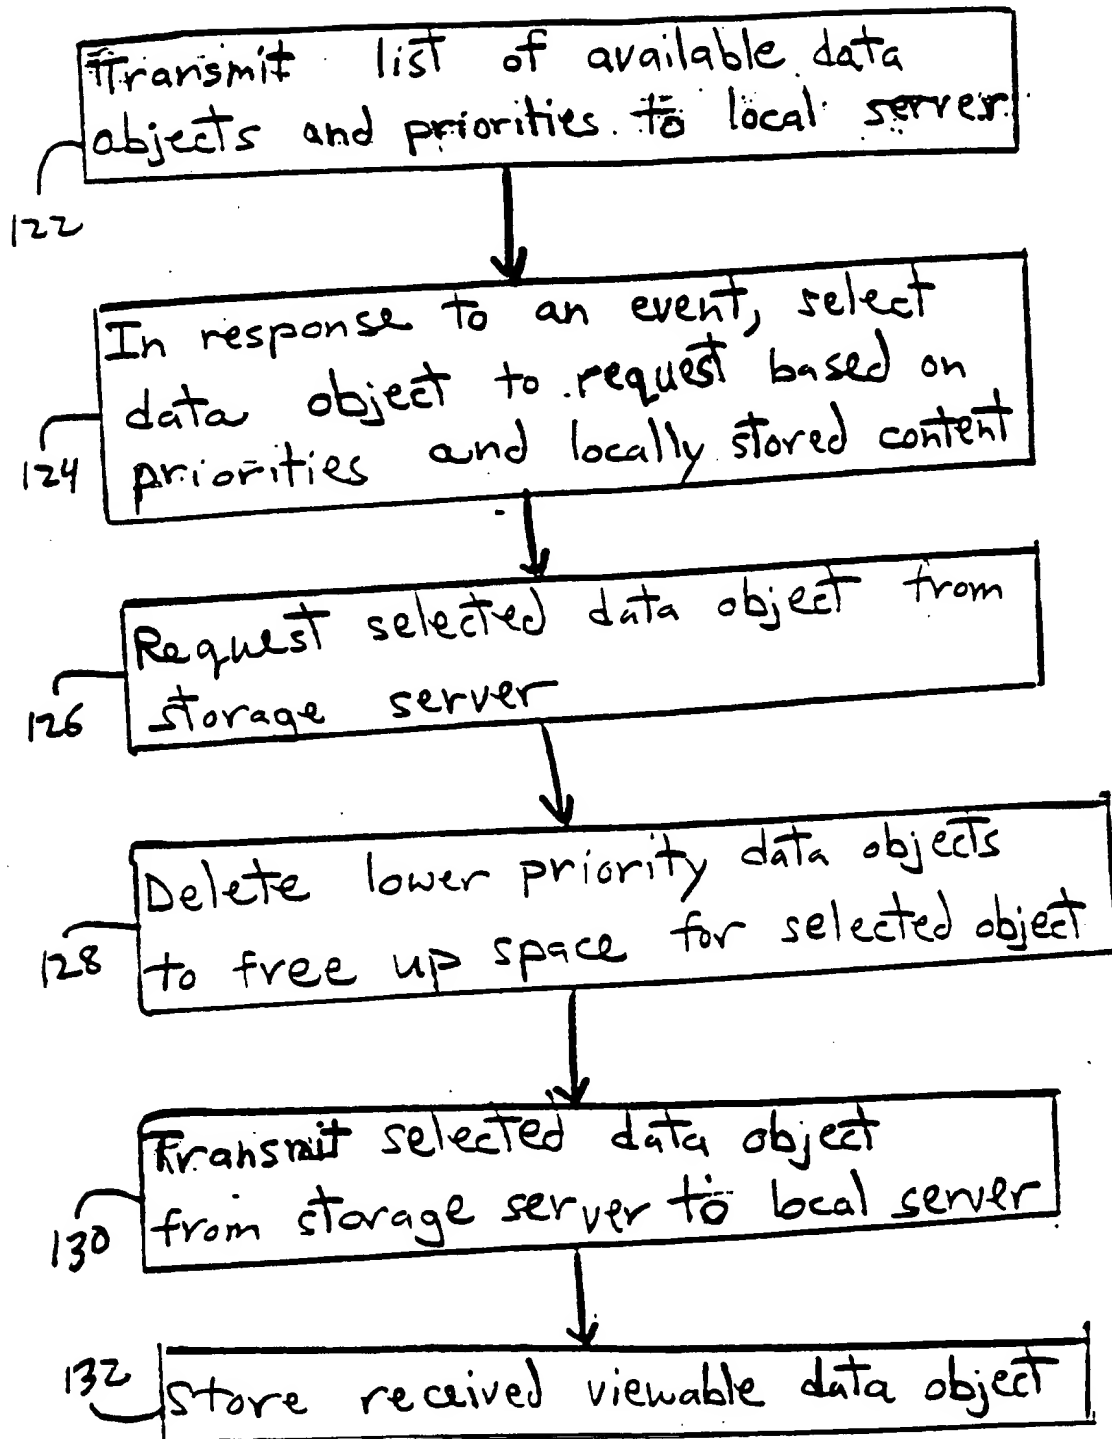 Transmit list of available data
objects and priorities to local server
122
In response to an event, select
data object to request based on
priorities and locally stored content
124
Request selected data object from
storage server
126
Delete lower priority data objects
to free up space for selected object
128
Transmit selected data object
from storage server to local server
130
132
Store received viewable data object